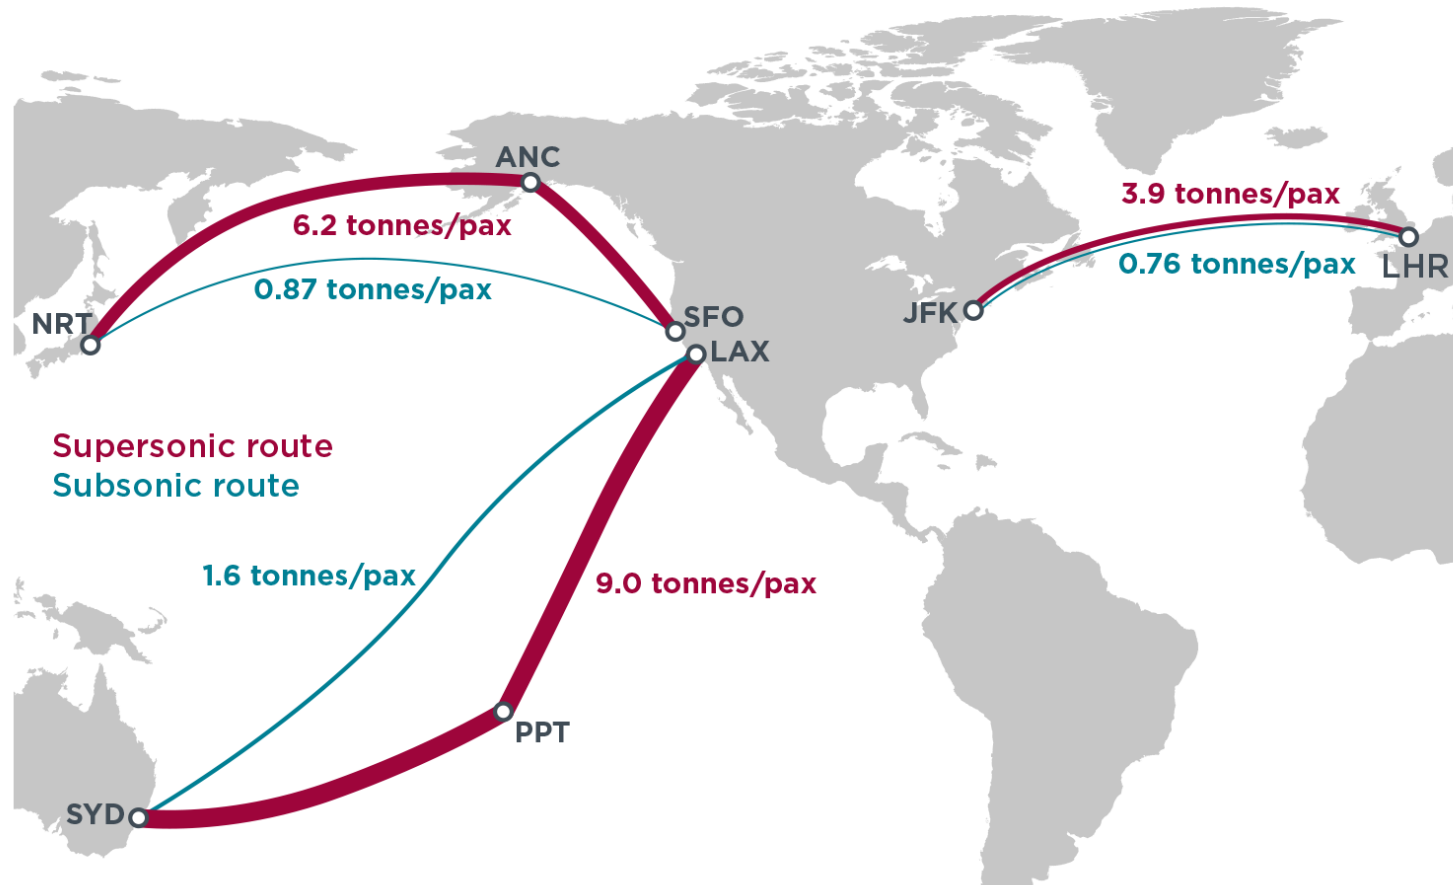 ANC
3.9 tonnes/pax
6.2 tonnes/pax
0.76 tonnes/pax
LHR
0.87 tonnes/pax
NRT
SFO
JFK
LAX
Supersonic route
Subsonic route
1.6 tonnes/pax
9.0 tonnes/pax
PPT
SYD